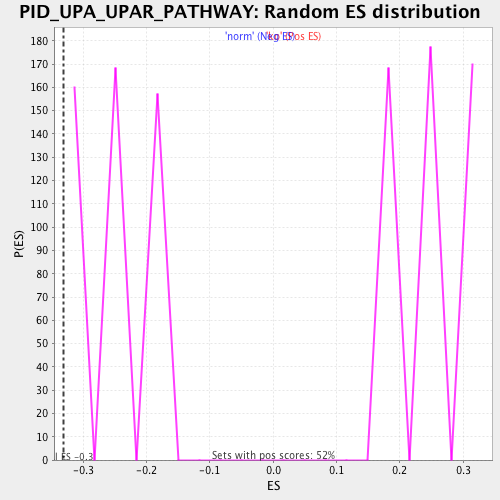 PID_UPA_UPAR_PATHWAY: Random ES distribution
'norm' (Neg ES)
'kg' (Pos ES)
180
170
160
150
140
130
120
110
100
90
80
70
60
50
40
30
20
10
0
P(ES)
ES -0.3
Sets with pos scores: 52%
-0.3 -0.2 -0.1 0.0 0.1 0.2 0.3
ES